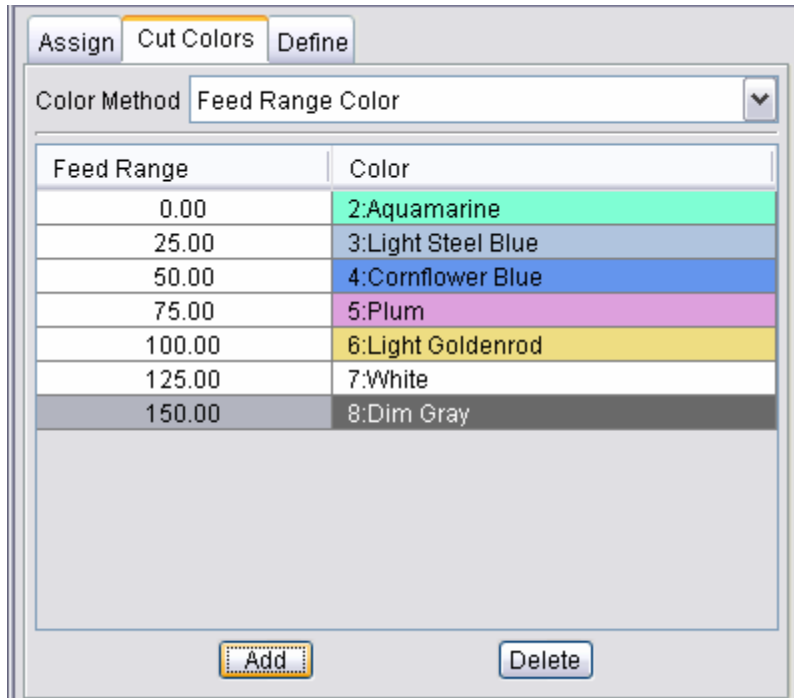 Assign Cut Colors Define
Color Method Feed Range Color
Feed Range Color
0.00 2:Aquamarine
25.00 3:Light Steel Blue
50.00 4:Cornflower Blue
75.00 5:Plum
100.00 6:Light Goldenrod
125.00 7:White
150.00 8:Dim Gray
Add Delete